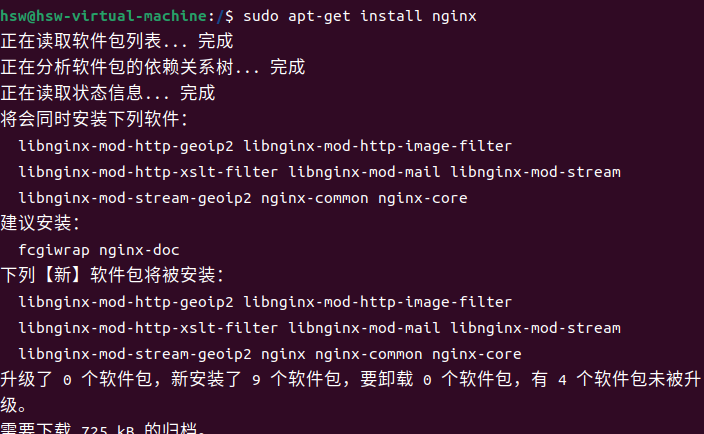 hsw@hsw-virtual-machine:/$ sudo apt-get install nginx
正在读取软件包列表... 完成
正在分析软件包的依赖关系树... 完成
正在读取状态信息... 完成
将会同时安装下列软件：
libnginx-mod-http-geoip2 libnginx-mod-http-image-filter
libnginx-mod-http-xslt-filter libnginx-mod-mail libnginx-mod-stream
libnginx-mod-stream-geoip2 nginx-common nginx-core
建议安装：
fcgiwrap nginx-doc
下列【新】软件包将被安装：
libnginx-mod-http-geoip2 libnginx-mod-http-image-filter
libnginx-mod-http-xslt-filter libnginx-mod-mail libnginx-mod-stream
libnginx-mod-stream-geoip2 nginx nginx-common nginx-core
升级了 0 个软件包，新安装了 9 个软件包，要卸载 0 个软件包，有 4 个软件包未被升
级。
需要下载 725 kB 的归档。